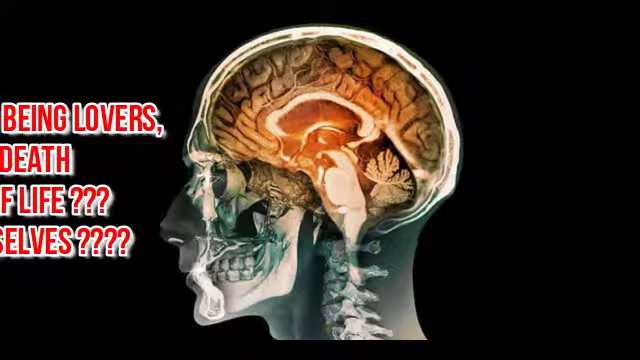 BEING LOVERS,
DEATH
F LIFE ???
SELVES ????